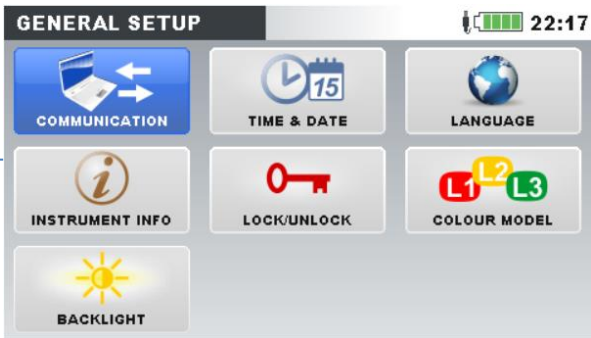 GENERAL SETUP 22:17
15
COMMUNICATION TIME & DATE LANGUAGE
i L1 L2 L3
INSTRUMENT INFO LOCK/UNLOCK COLOUR MODEL
BACKLIGHT